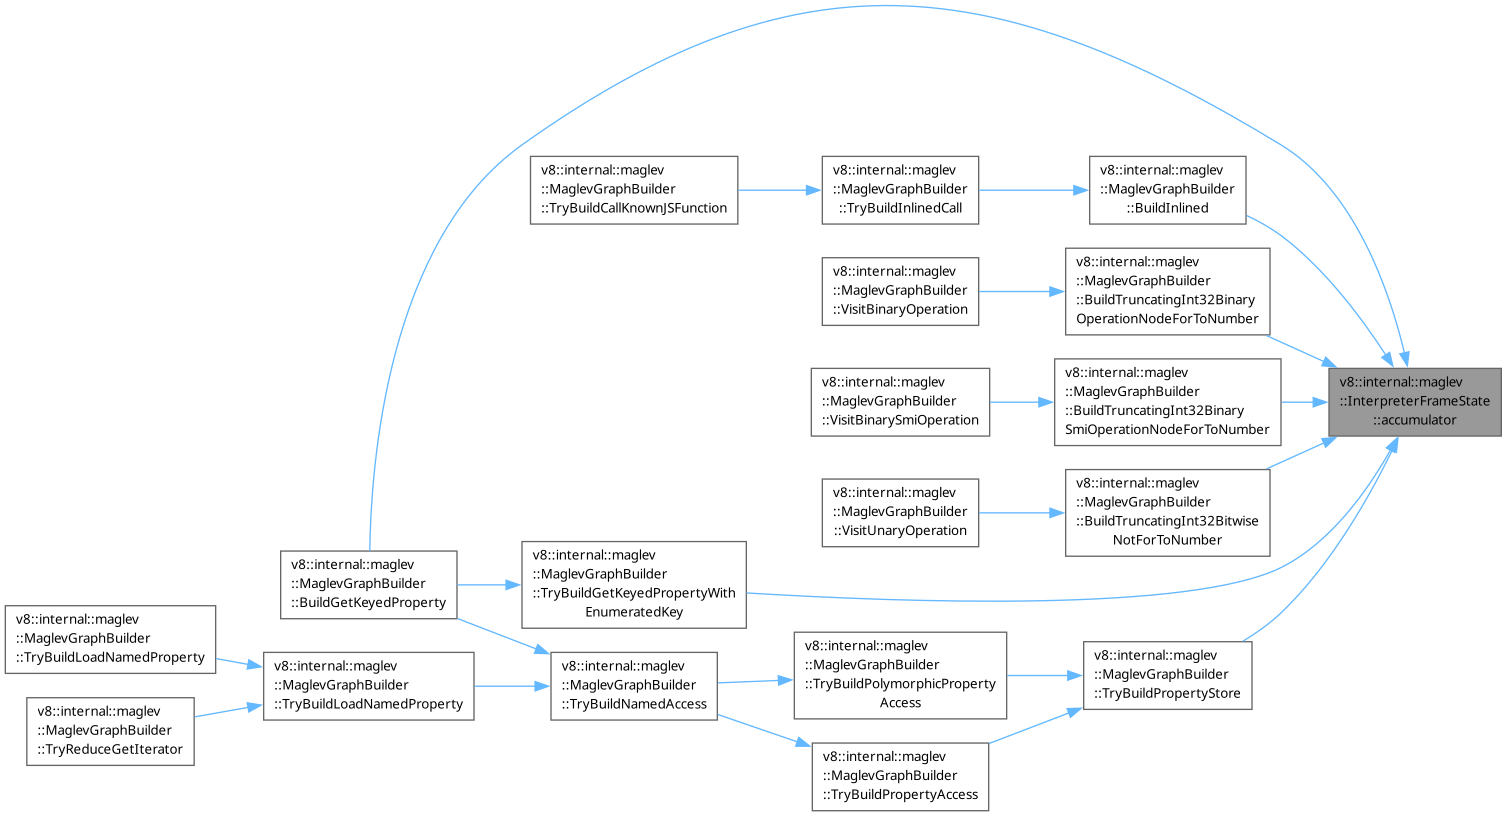 v8::internal::maglev
::MaglevGraphBuilder
::TryBuildCallKnownJSFunction
v8::internal::maglev
::MaglevGraphBuilder
::TryBuildInlinedCall
v8::internal::maglev
::MaglevGraphBuilder
::BuildInlined
v8::internal::maglev
::MaglevGraphBuilder
::VisitBinaryOperation
v8::internal::maglev
::MaglevGraphBuilder
::BuildTruncatingInt32Binary
OperationNodeForToNumber
v8::internal::maglev
::MaglevGraphBuilder
::VisitBinarySmiOperation
v8::internal::maglev
::MaglevGraphBuilder
::BuildTruncatingInt32Binary
SmiOperationNodeForToNumber
v8::internal::maglev
::InterpreterFrameState
::accumulator
v8::internal::maglev
::MaglevGraphBuilder
::VisitUnaryOperation
v8::internal::maglev
::MaglevGraphBuilder
::BuildTruncatingInt32Bitwise
NotForToNumber
v8::internal::maglev
::MaglevGraphBuilder
::BuildGetKeyedProperty
v8::internal::maglev
::MaglevGraphBuilder
::TryBuildGetKeyedPropertyWith
EnumeratedKey
v8::internal::maglev
::MaglevGraphBuilder
::TryBuildLoadNamedProperty
v8::internal::maglev
::MaglevGraphBuilder
::TryBuildLoadNamedProperty
v8::internal::maglev
::MaglevGraphBuilder
::TryBuildNamedAccess
v8::internal::maglev
::MaglevGraphBuilder
::TryBuildPolymorphicProperty
Access
v8::internal::maglev
::MaglevGraphBuilder
::TryBuildPropertyStore
v8::internal::maglev
::MaglevGraphBuilder
::TryReduceGetIterator
v8::internal::maglev
::MaglevGraphBuilder
::TryBuildPropertyAccess